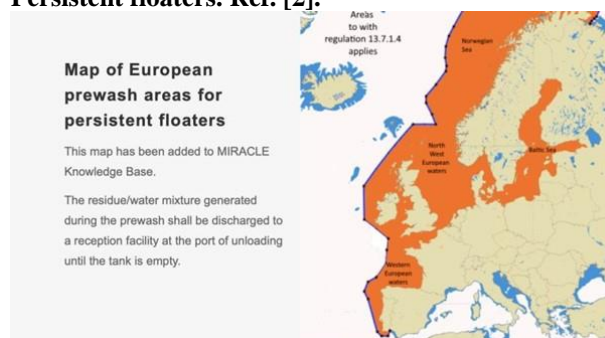 Persistent floaters. Ref. [2].
Map of European
prewash areas for
persistent floaters
This map has been added to MIRACLE
Knowledge Base.
The residue/water mixture generated
during the prewash shall be discharged to
a reception facility at the port of unloading
until the tank is empty.
Areas
to with
regulation 13.7.1.4
applies
Norwegian
Sea
North
West
European
waters
Baltic Sea
Western
European
waters